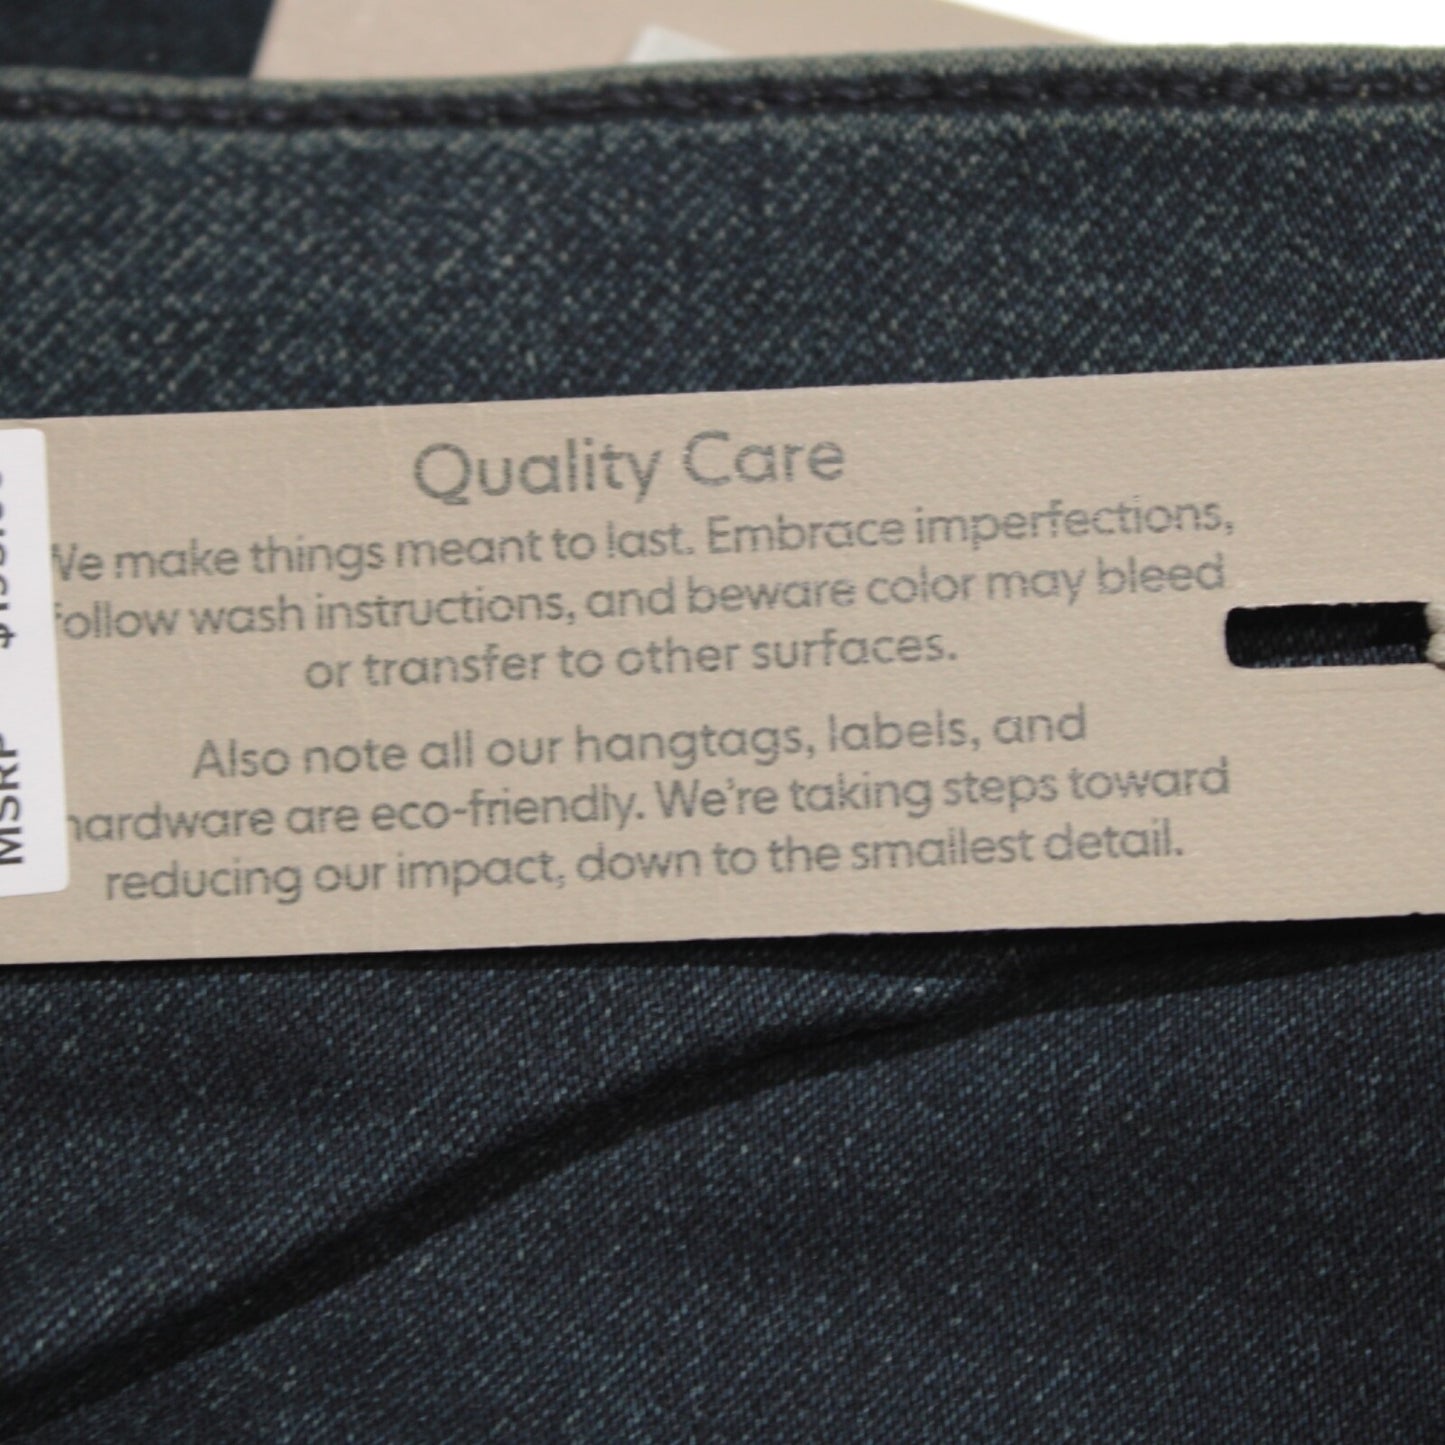 Quality Care
We make things meant to last. Embrace imperfections,
follow wash instructions, and beware color may bleed
or transfer to other surfaces.
Also note all our hangtags, labels, and
hardware are eco-friendly. We're taking steps toward
reducing our impact, down to the smallest detail.
MSRP